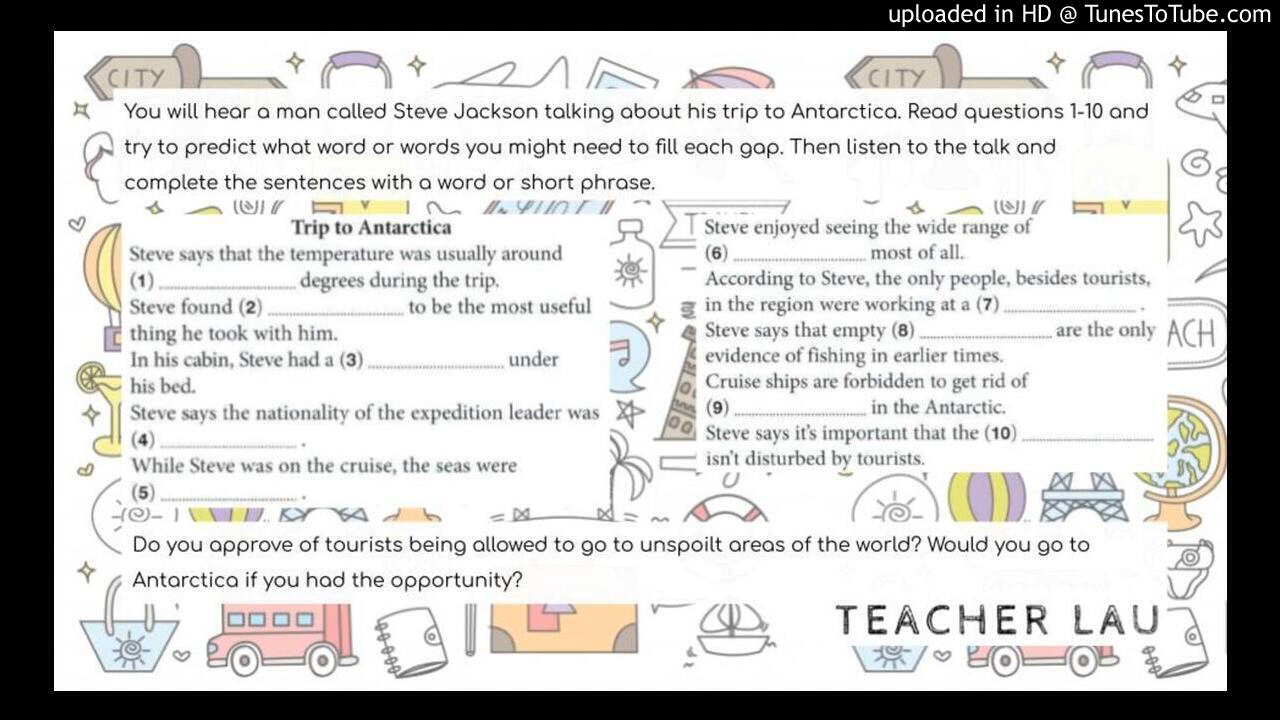 uploaded in HD @ TunesToTube.com
CITY
CITY
You will hear a man called Steve Jackson talking about his trip to Antarctica. Read questions 1-10 and
try to predict what word or words you might need to fill each gap. Then listen to the talk and
complete the sentences with a word or short phrase.
Trip to Antarctica
Steve says that the temperature was usually around
(1) ........................... degrees during the trip.
Steve found (2) ........................... to be the most useful
thing he took with him.
In his cabin, Steve had a (3) ........................... under
his bed.
Steve says the nationality of the expedition leader was
(4) ........................... .
While Steve was on the cruise, the seas were
(5) ........................... .
Steve enjoyed seeing the wide range of
(6) ........................... most of all.
According to Steve, the only people, besides tourists,
in the region were working at a (7) ........................... .
Steve says that empty (8) ........................... are the only
evidence of fishing in earlier times.
Cruise ships are forbidden to get rid of
(9) ........................... in the Antarctic.
Steve says it's important that the (10) ...........................
isn't disturbed by tourists.
ACH
Do you approve of tourists being allowed to go to unspoilt areas of the world? Would you go to
Antarctica if you had the opportunity?
TEACHER LAU